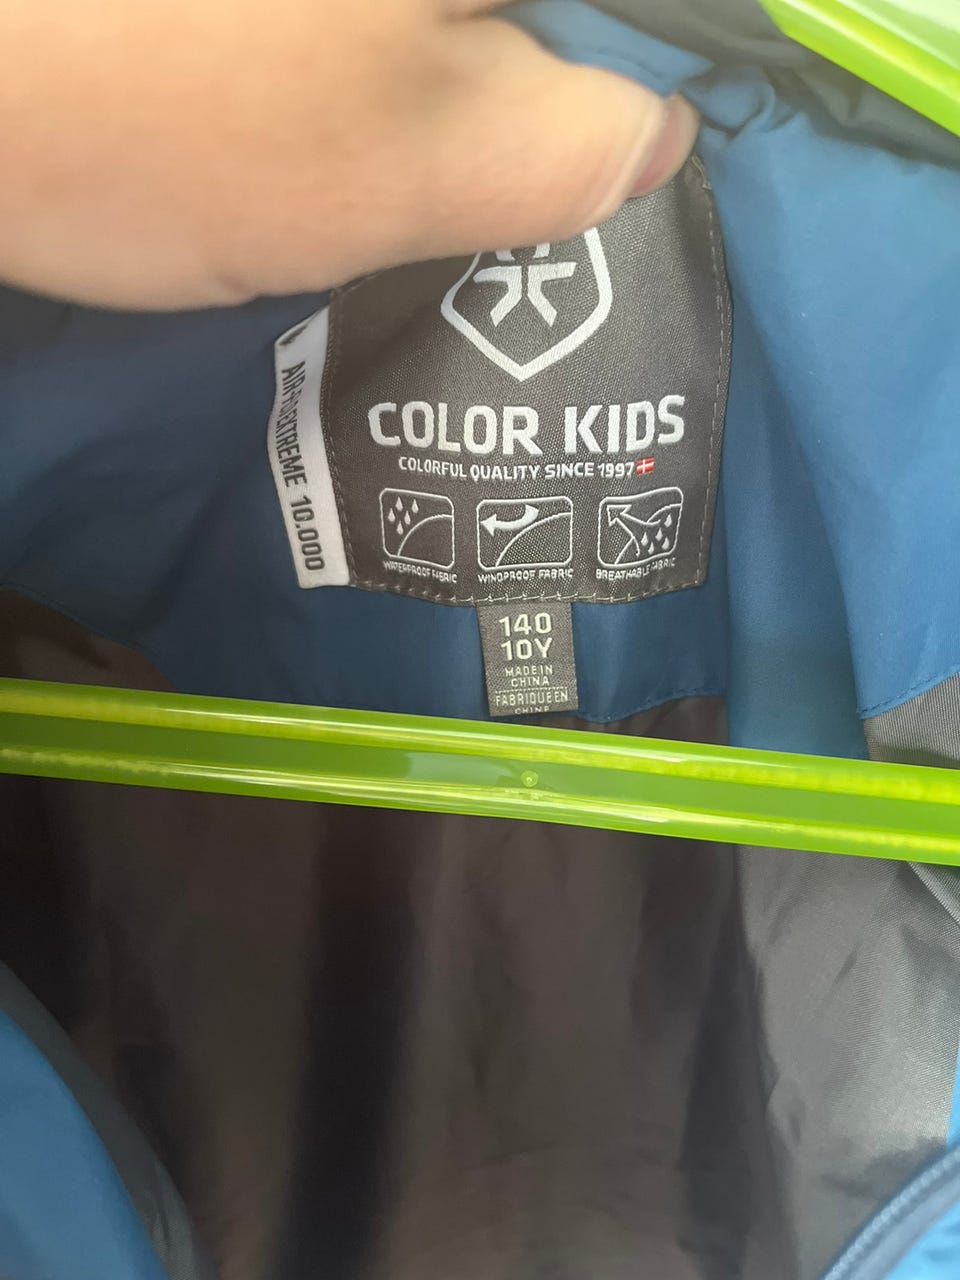 COLOR KIDS
COLORFUL QUALITY SINCE 1997
WATERPROOF FABRIC
WINDPROOF FABRIC
BREATHABLE FABRIC
EXTREME 10.000
140
10Y
MADE IN
CHINA
FABRIQUE EN
CHINE